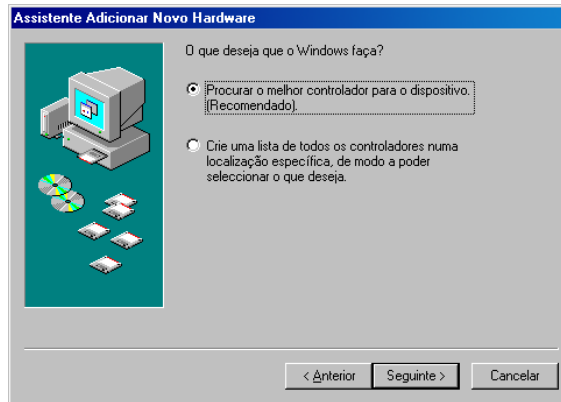 Assistente Adicionar Novo Hardware
O que deseja que o Windows faça?
Procurar o melhor controlador para o dispositivo.
(Recomendado).
Crie uma lista de todos os controladores numa
localização específica, de modo a poder
seleccionar o que deseja.
< Anterior
Seguinte >
Cancelar